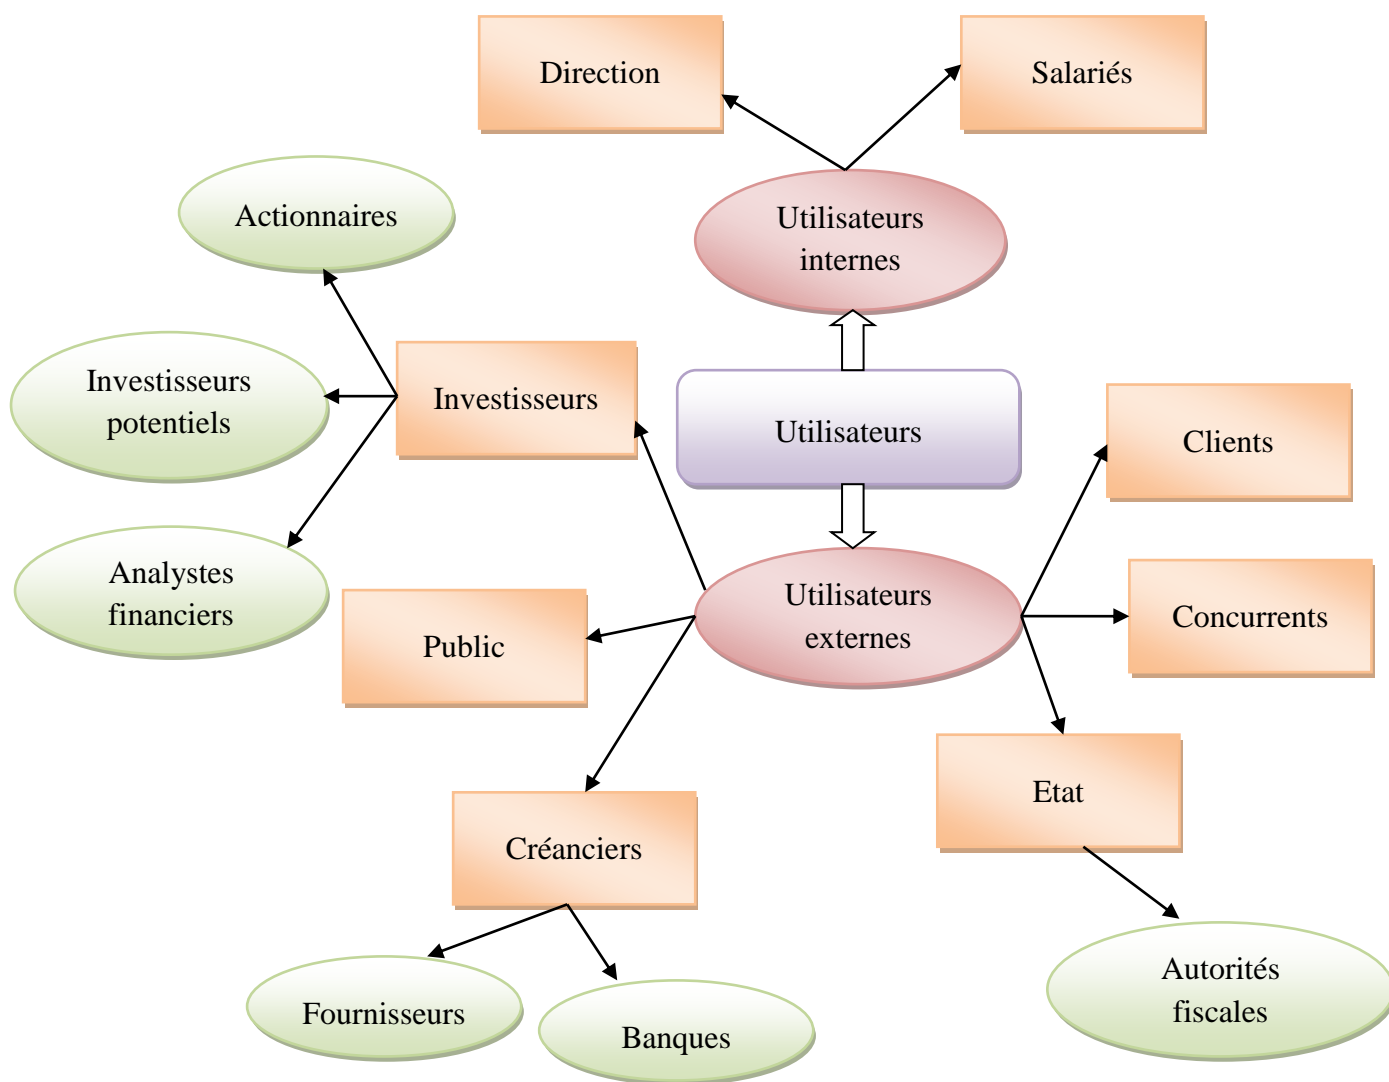 Direction
Salariés
Actionnaires
Utilisateurs
internes
Investisseurs
potentiels
Investisseurs
Utilisateurs
Clients
Analystes
financiers
Public
Utilisateurs
externes
Concurrents
Etat
Créanciers
Fournisseurs
Banques
Autorités
fiscales